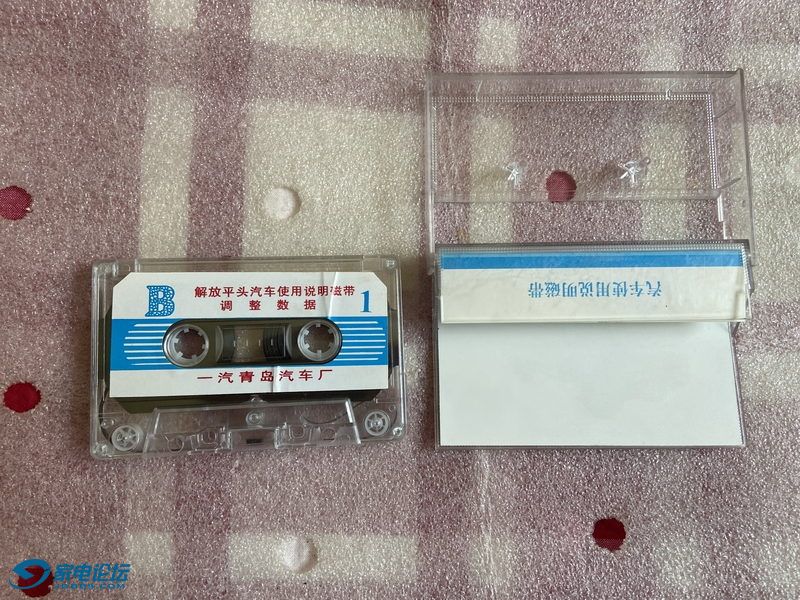 B
解放平头汽车使用说明磁带
调整数据
1
一汽青岛汽车厂
汽车使用说明磁带
家电论坛